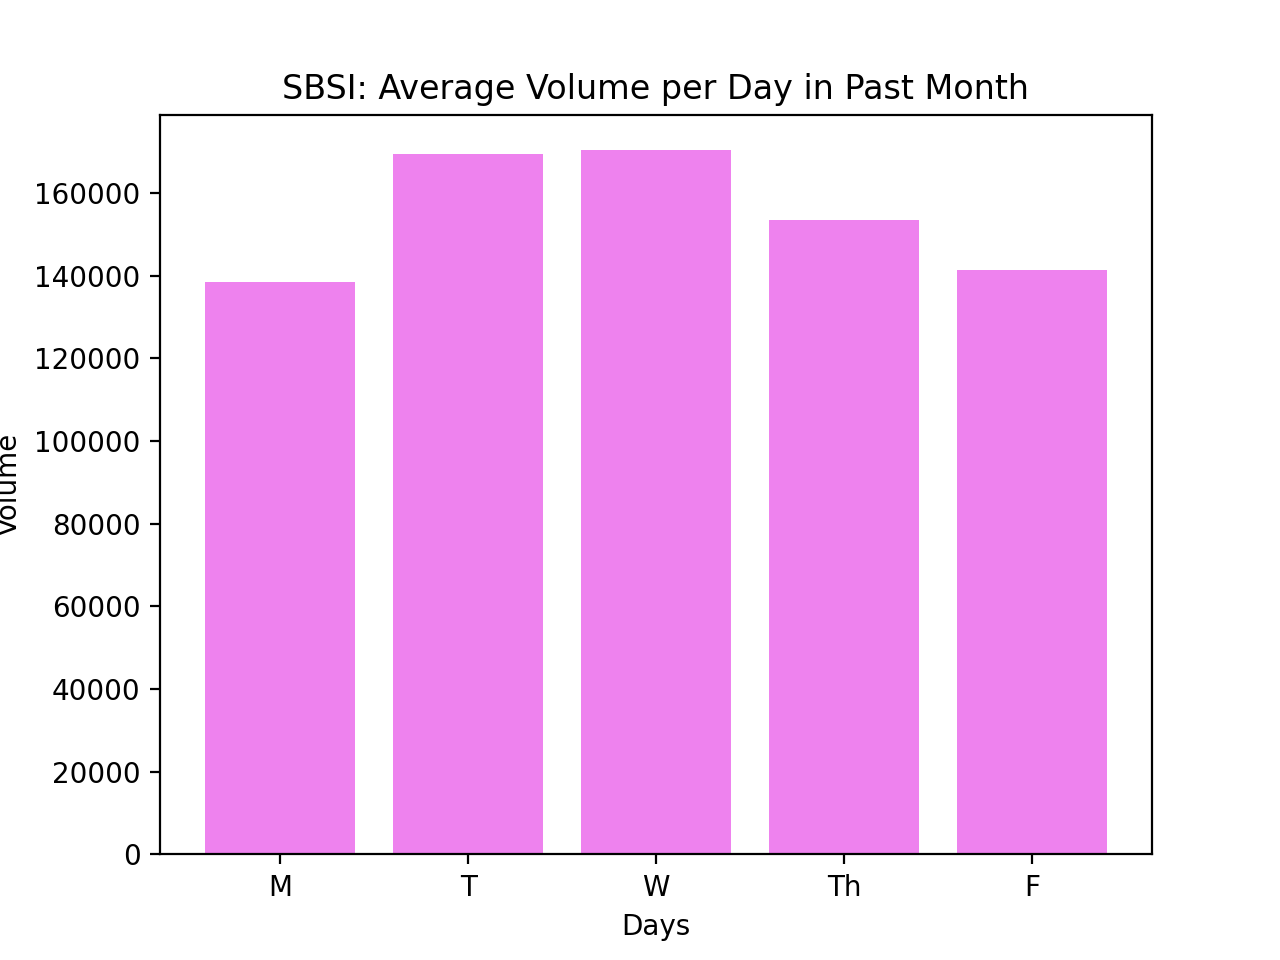 SBSI: Average Volume per Day in Past Month
160000
140000
120000
100000
80000
60000
40000
20000
0
Volume
M T W Th F
Days